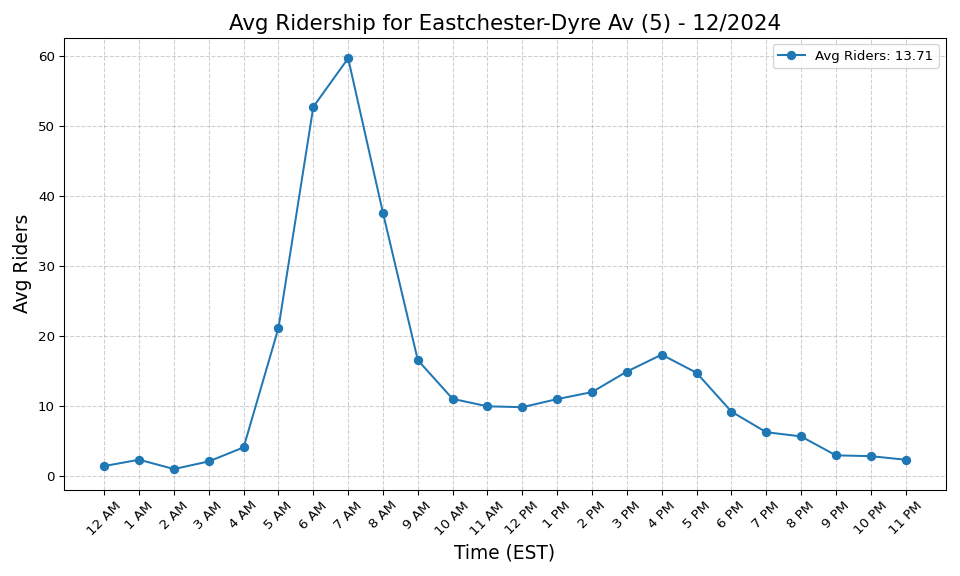 Avg Ridership for Eastchester-Dyre Av (5) - 12/2024
Avg Riders: 13.71
Avg Riders
60
50
40
30
20
10
0
12 AM
1 AM
2 AM
3 AM
4 AM
5 AM
6 AM
7 AM
8 AM
9 AM
10 AM
11 AM
12 PM
1 PM
2 PM
3 PM
4 PM
5 PM
6 PM
7 PM
8 PM
9 PM
10 PM
11 PM
Time (EST)